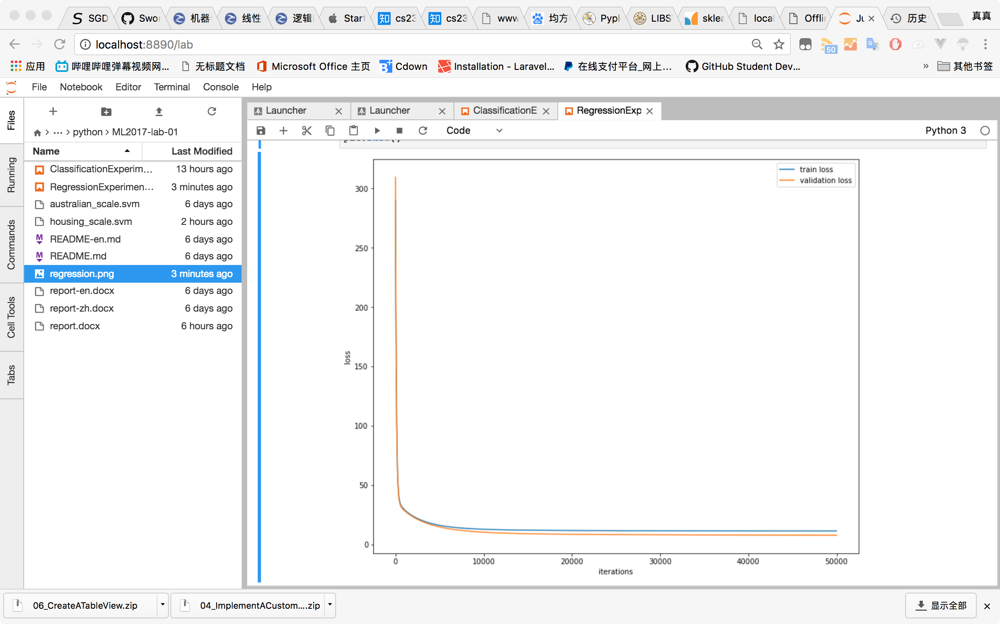 SGD
Swor
机器
线性
逻辑
Start
cs23
cs23
www
均方
Pypl
LIBS
sklea
local
Offlin
Ju
历史
真真
localhost:8890/lab
50
应用
哔哩哔哩弹幕视频网...
无标题文档
Microsoft Office 主页
Cdown
Installation - Laravel...
在线支付平台_网上...
GitHub Student Dev...
»
其他书签
File Notebook Editor Terminal Console Help
Files
Running
Commands
Cell Tools
Tabs
> ··· > python > ML2017-lab-01
Name Last Modified
ClassificationExperim... 13 hours ago
RegressionExperimen... 3 minutes ago
australian_scale.svm 6 days ago
housing_scale.svm 2 hours ago
README-en.md 6 days ago
README.md 6 days ago
regression.png 3 minutes ago
report-en.docx 6 days ago
report-zh.docx 6 days ago
report.docx 6 hours ago
Launcher
Launcher
ClassificationE
RegressionExp
Code
Python 3
train loss
validation loss
300
250
200
150
100
50
0
loss
0 10000 20000 30000 40000 50000
iterations
06_CreateATableView.zip
04_ImplementACustom....zip
显示全部